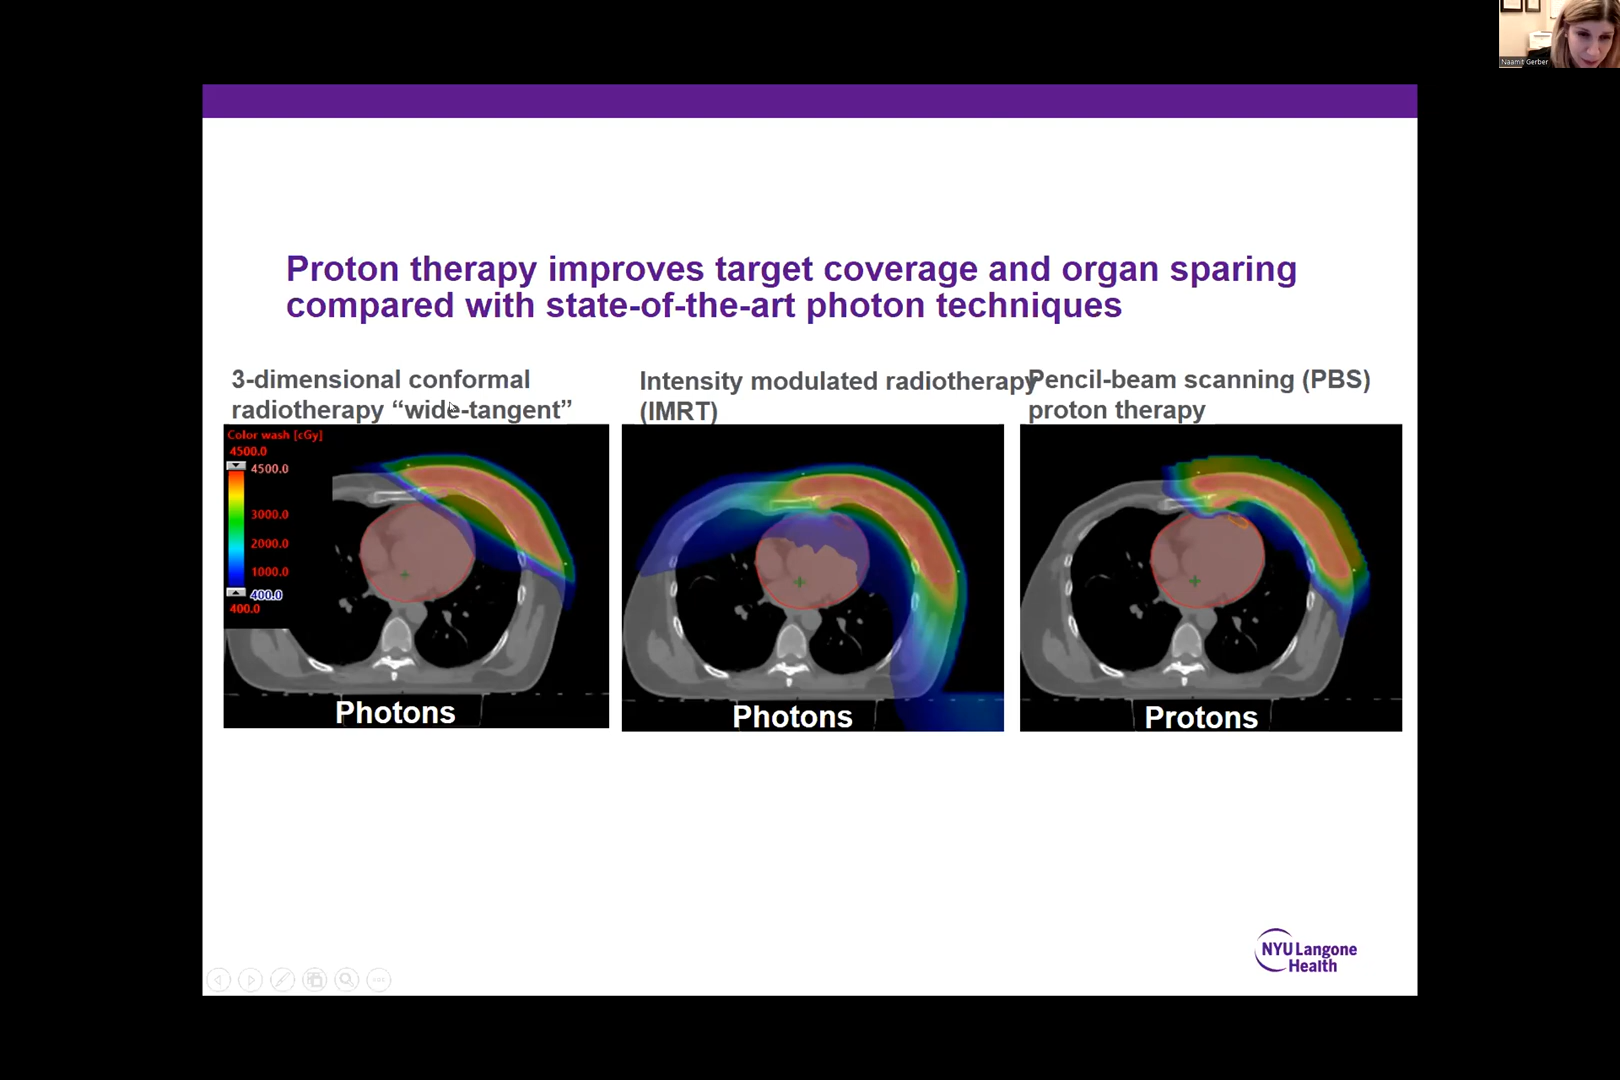 Naamit Gerber
Proton therapy improves target coverage and organ sparing
compared with state-of-the-art photon techniques
3-dimensional conformal
radiotherapy “wide-tangent”
Intensity modulated radiotherapy
(IMRT)
Pencil-beam scanning (PBS)
proton therapy
Color wash [cGy]
4500.0
4500.0
3000.0
2000.0
1000.0
400.0
400.0
Photons
Photons
Protons
NYU Langone
Health